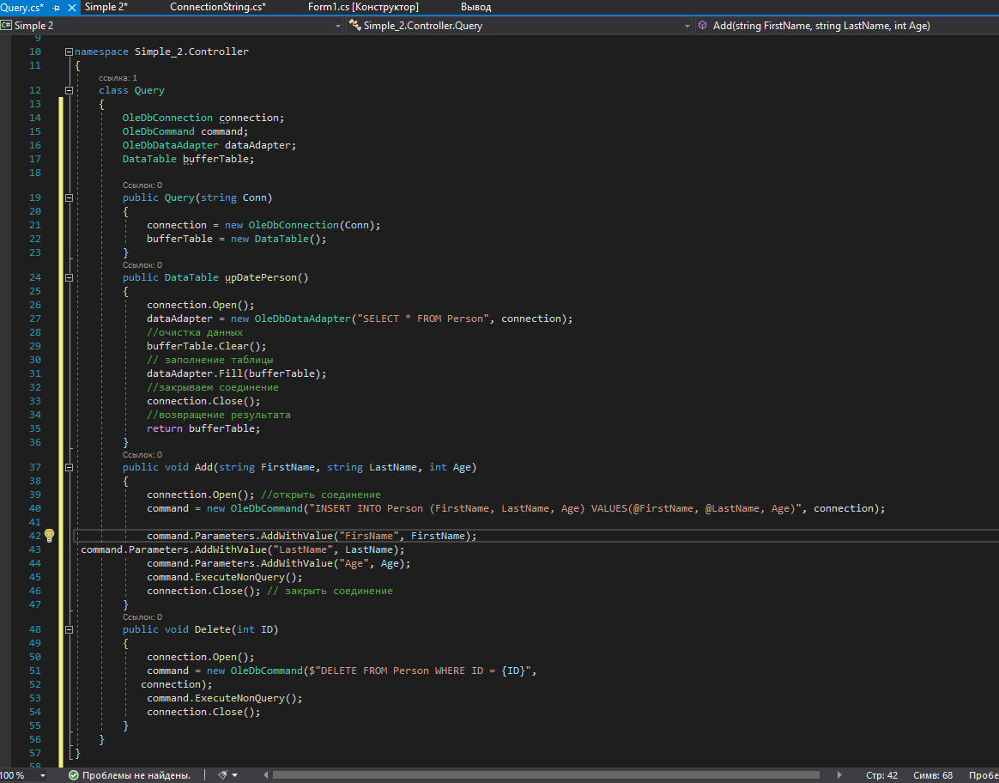 Query.cs* Simple 2* ConnectionString.cs* Form1.cs [Конструктор] Вывод
C# Simple 2 Simple_2.Controller.Query Add(string FirstName, string LastName, int Age)
9
10 namespace Simple_2.Controller
11 {
ссылка: 1
12 class Query
13 {
14 OleDbConnection connection;
15 OleDbCommand command;
16 OleDbDataAdapter dataAdapter;
17 DataTable bufferTable;
18
Ссылок: 0
19 public Query(string Conn)
20 {
21 connection = new OleDbConnection(Conn);
22 bufferTable = new DataTable();
23 }
Ссылок: 0
24 public DataTable upDatePerson()
25 {
26 connection.Open();
27 dataAdapter = new OleDbDataAdapter("SELECT * FROM Person", connection);
28 //очистка данных
29 bufferTable.Clear();
30 // заполнение таблицы
31 dataAdapter.Fill(bufferTable);
32 //закрываем соединение
33 connection.Close();
34 //возвращение результата
35 return bufferTable;
36 }
Ссылок: 0
37 public void Add(string FirstName, string LastName, int Age)
38 {
39 connection.Open(); //открыть соединение
40 command = new OleDbCommand("INSERT INTO Person (FirstName, LastName, Age) VALUES(@FirstName, @LastName, Age)", connection);
41
42 command.Parameters.AddWithValue("FirsName", FirstName);
43 command.Parameters.AddWithValue("LastName", LastName);
44 command.Parameters.AddWithValue("Age", Age);
45 command.ExecuteNonQuery();
46 connection.Close(); // закрыть соединение
47 }
Ссылок: 0
48 public void Delete(int ID)
49 {
50 connection.Open();
51 command = new OleDbCommand($"DELETE FROM Person WHERE ID = {ID}",
52 connection);
53 command.ExecuteNonQuery();
54 connection.Close();
55 }
56 }
57 }
58
100 % Проблемы не найдены. Стр: 42 Симв: 68 Пробе